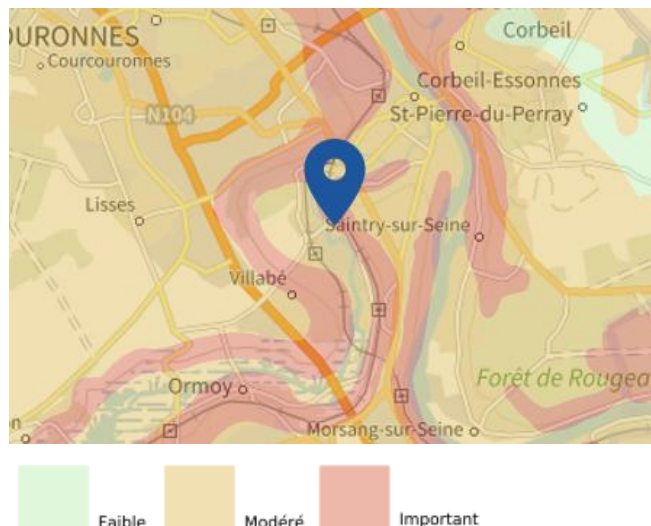 OURONNES
Corbeil
Courcouronnes
Corbeil-Essonnes
N104
St-Pierre-du-Perray
Lisses
Saintry-sur-Seine
Villabé
Forêt de Rougea
Ormoy
Morsang-sur-Seine
Faible
Modéré
Important